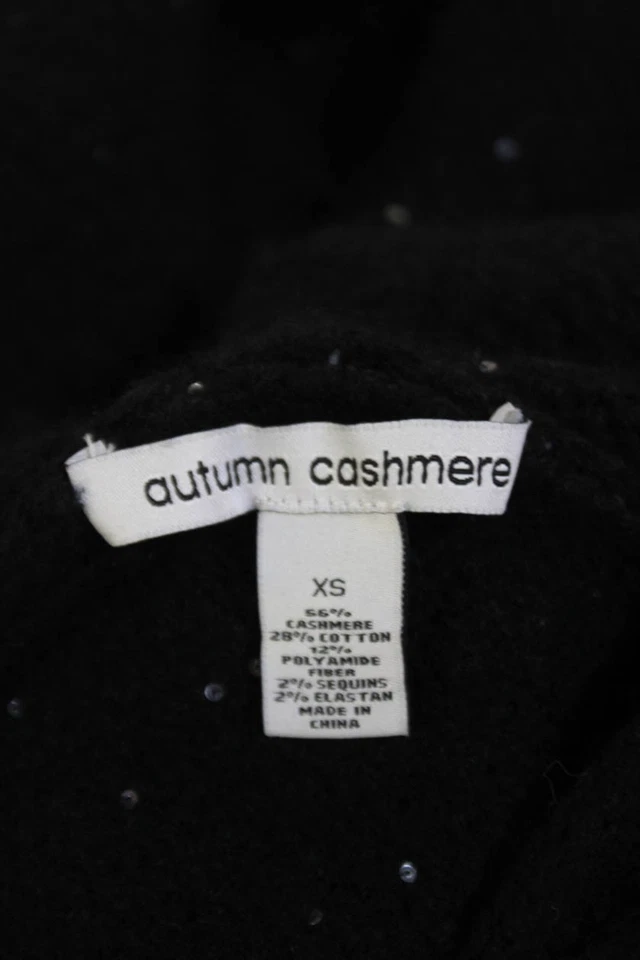 autumn cashmere
XS
56%
CASHMERE
28% COTTON
12%
POLYAMIDE
FIBER
2% SEQUINS
2% ELASTAN
MADE IN
CHINA